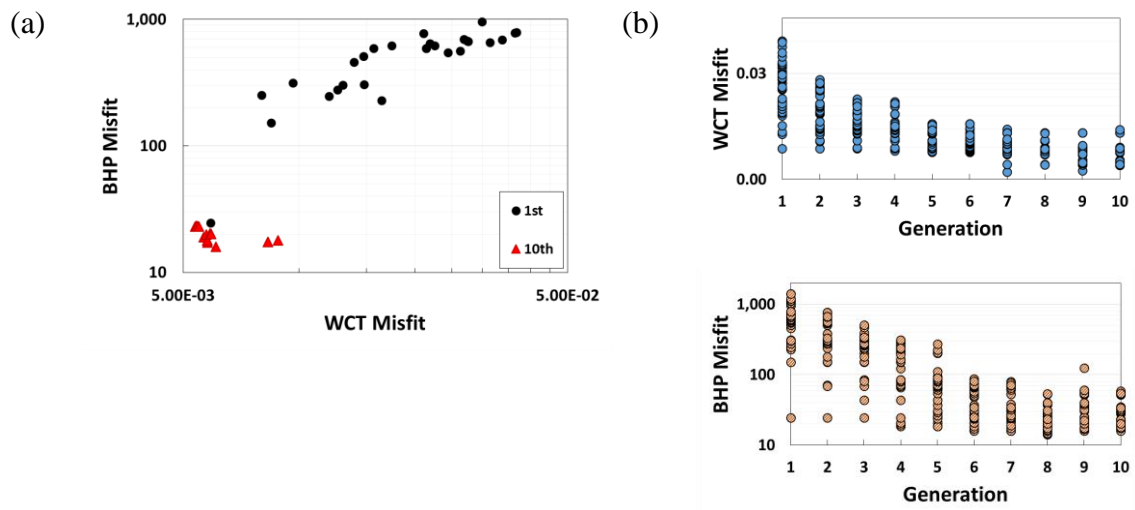 (a)
1,000
100
10
BHP Misfit
1st
10th
5.00E-03
5.00E-02
WCT Misfit
(b)
WCT Misfit
0.03
0.00
1 2 3 4 5 6 7 8 9 10
Generation
BHP Misfit
1,000
100
10
1 2 3 4 5 6 7 8 9 10
Generation